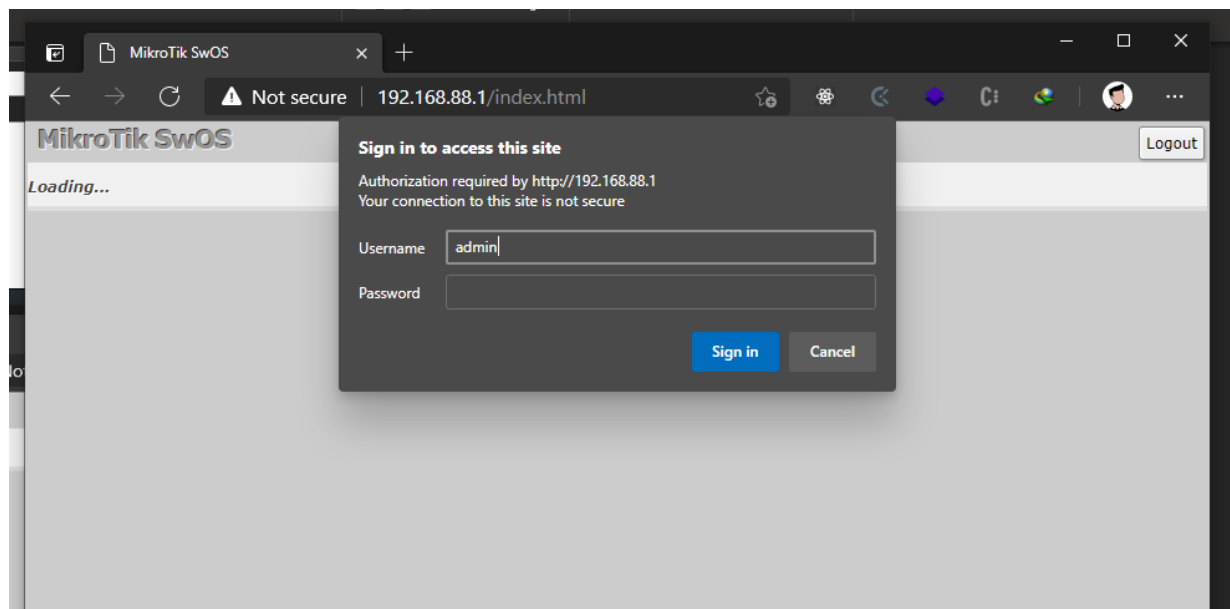 MikroTik SwOS
Not secure 192.168.88.1/index.html
MikroTik SwOS
Logout
Loading...
Sign in to access this site
Authorization required by http://192.168.88.1
Your connection to this site is not secure
Username admin
Password
Sign in Cancel